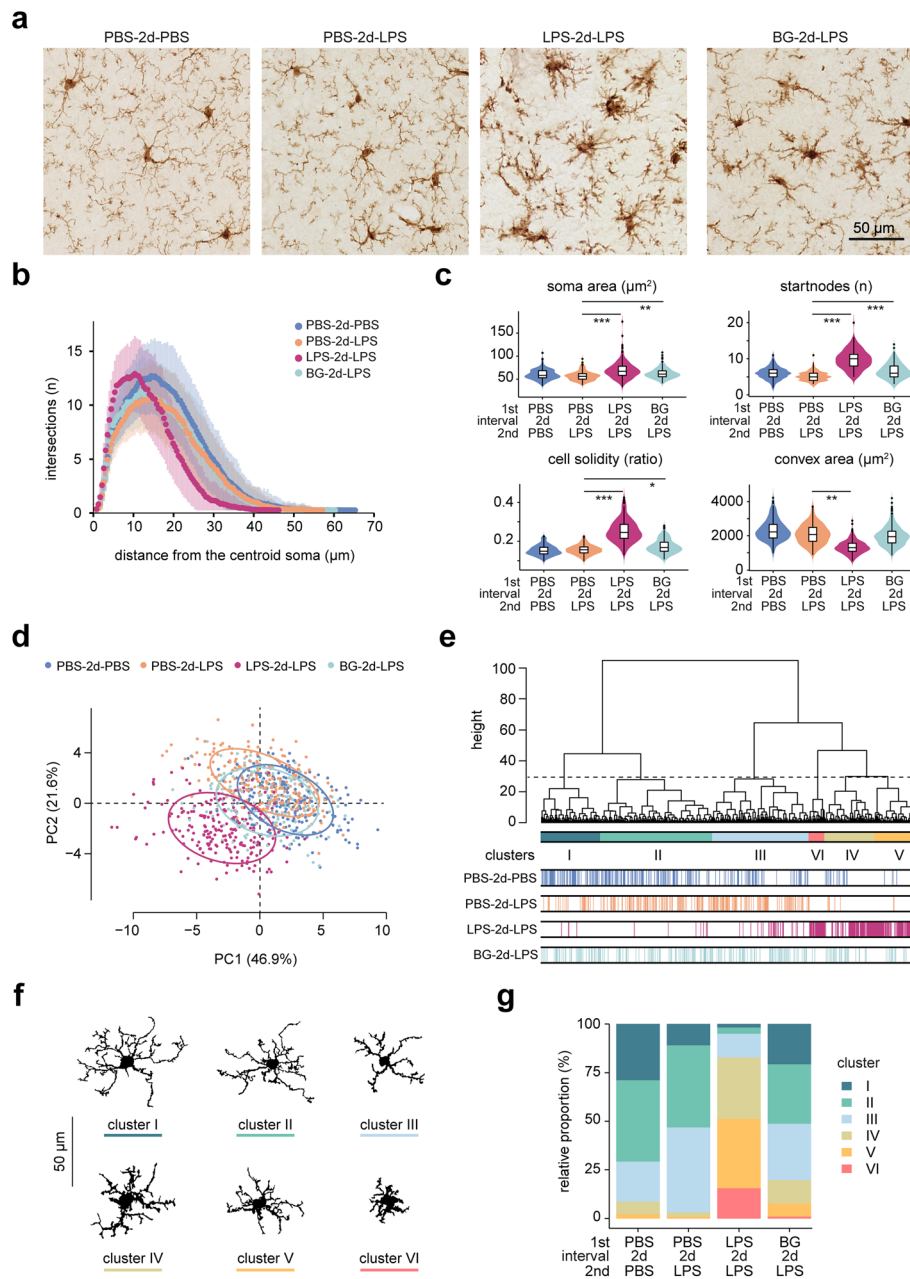 a
PBS-2d-PBS
PBS-2d-LPS
LPS-2d-LPS
BG-2d-LPS
50 µm
b
15
10
5
0
intersections (n)
0 10 20 30 40 50 60 70
distance from the centroid soma (µm)
PBS-2d-PBS
PBS-2d-LPS
LPS-2d-LPS
BG-2d-LPS
c
soma area (µm²)
150
100
50
***
**
1st PBS PBS LPS BG
interval 2d 2d 2d 2d
2nd PBS LPS LPS LPS
startnodes (n)
20
10
0
***
***
1st PBS PBS LPS BG
interval 2d 2d 2d 2d
2nd PBS LPS LPS LPS
cell solidity (ratio)
0.4
0.2
***
*
1st PBS PBS LPS BG
interval 2d 2d 2d 2d
2nd PBS LPS LPS LPS
convex area (µm²)
4000
2000
0
**
1st PBS PBS LPS BG
interval 2d 2d 2d 2d
2nd PBS LPS LPS LPS
d
PBS-2d-PBS PBS-2d-LPS LPS-2d-LPS BG-2d-LPS
4
0
−4
PC2 (21.6%)
−10 −5 0 5 10
PC1 (46.9%)
e
100
80
60
40
20
0
height
clusters I II III VI IV V
PBS-2d-PBS
PBS-2d-LPS
LPS-2d-LPS
BG-2d-LPS
f
cluster I
cluster II
cluster III
50 µm
cluster IV
cluster V
cluster VI
g
100
75
50
25
0
relative proportion (%)
1st PBS PBS LPS BG
interval 2d 2d 2d 2d
2nd PBS LPS LPS LPS
cluster
I
II
III
IV
V
VI